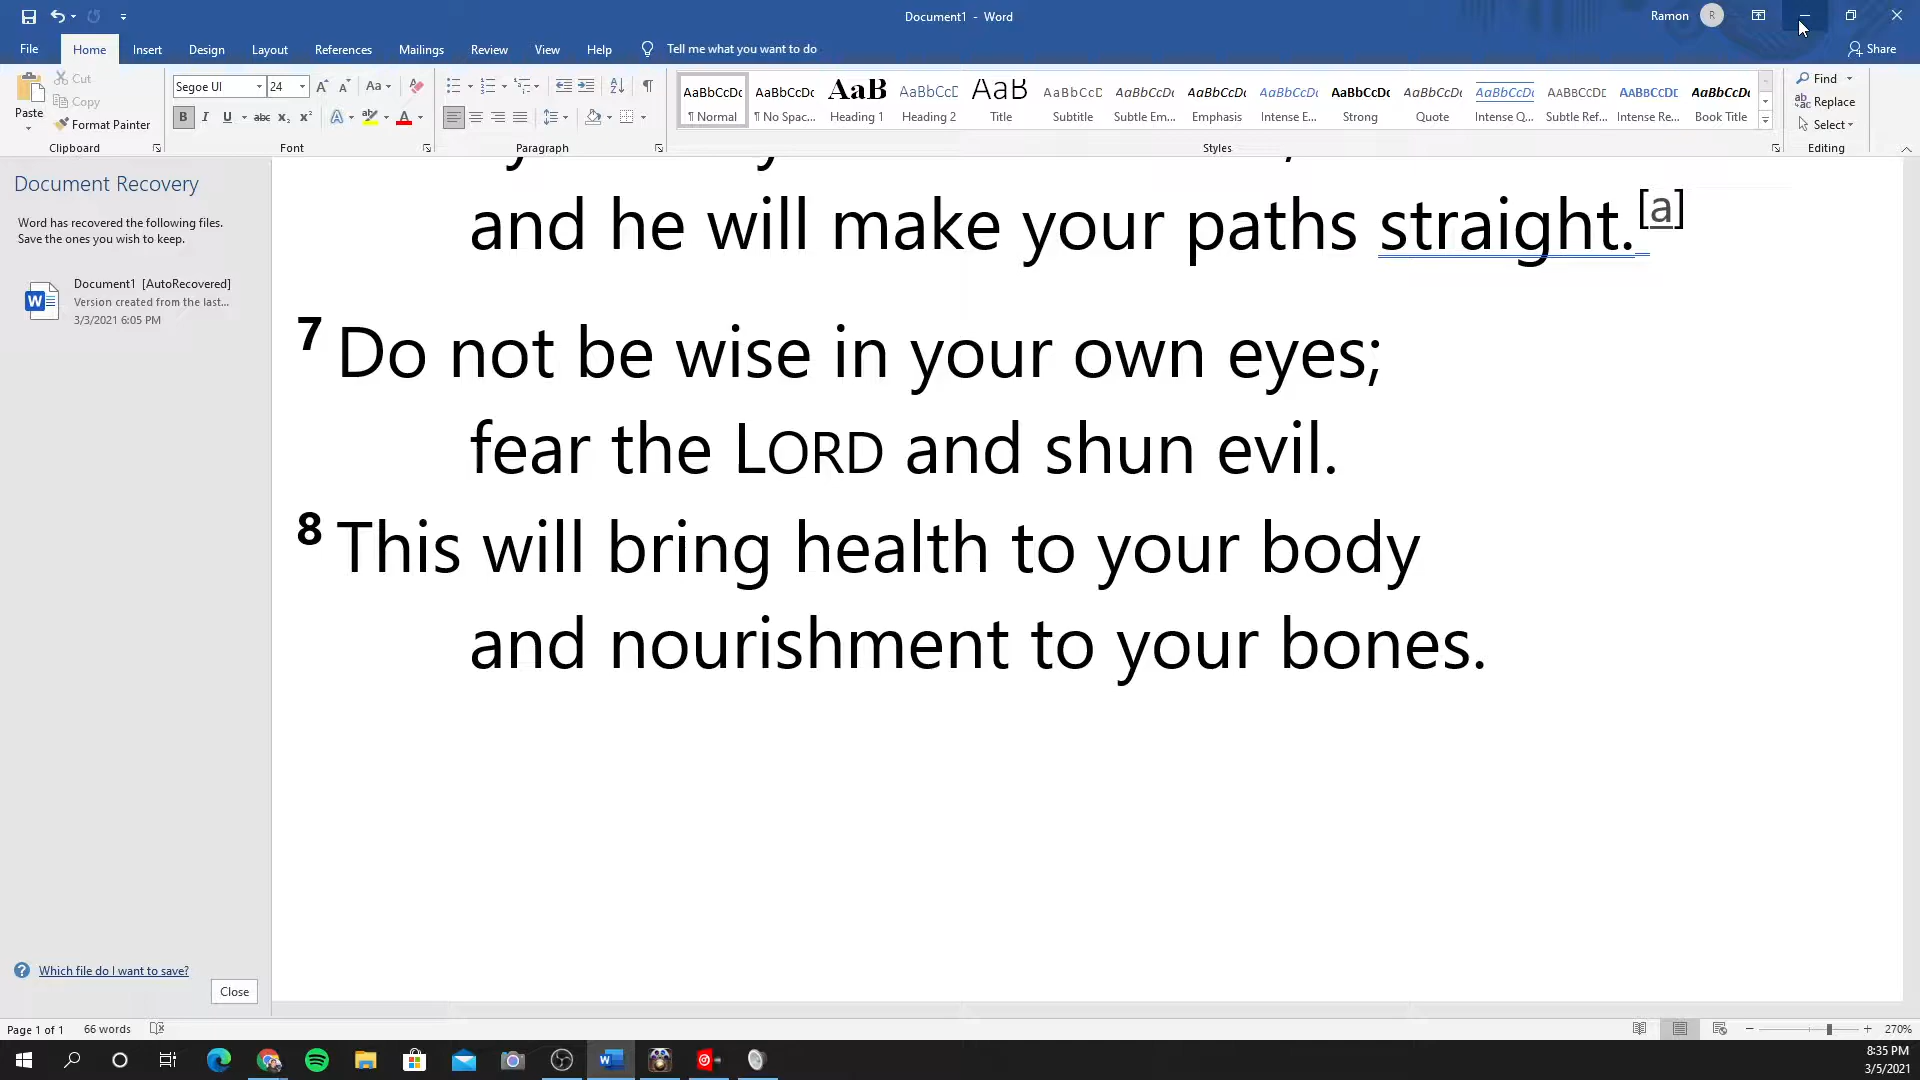 Document1 - Word
Ramon
R
File
Home
Insert
Design
Layout
References
Mailings
Review
View
Help
Tell me what you want to do
Share
Paste
Cut
Copy
Format Painter
Clipboard
Segoe UI
24
Font
Paragraph
AaBbCcDc
¶ Normal
AaBbCcDc
¶ No Spac...
AaB
Heading 1
AaBbCcD
Heading 2
AaB
Title
AaBbCcD
Subtitle
AaBbCcDc
Subtle Em...
AaBbCcDc
Emphasis
AaBbCcDc
Intense E...
AaBbCcDc
Strong
AaBbCcDc
Quote
AaBbCcDc
Intense Q...
AaBbCcDd
Subtle Ref...
AaBbCcDd
Intense Re...
AaBbCcDc
Book Title
Styles
Find
Replace
Select
Editing
Document Recovery
Word has recovered the following files.
Save the ones you wish to keep.
Document1 [AutoRecovered]
Version created from the last...
3/3/2021 6:05 PM
Which file do I want to save?
Close
and he will make your paths straight.[a]
7 Do not be wise in your own eyes;
fear the LORD and shun evil.
8 This will bring health to your body
and nourishment to your bones.
Page 1 of 1
66 words
270%
8:35 PM
3/5/2021